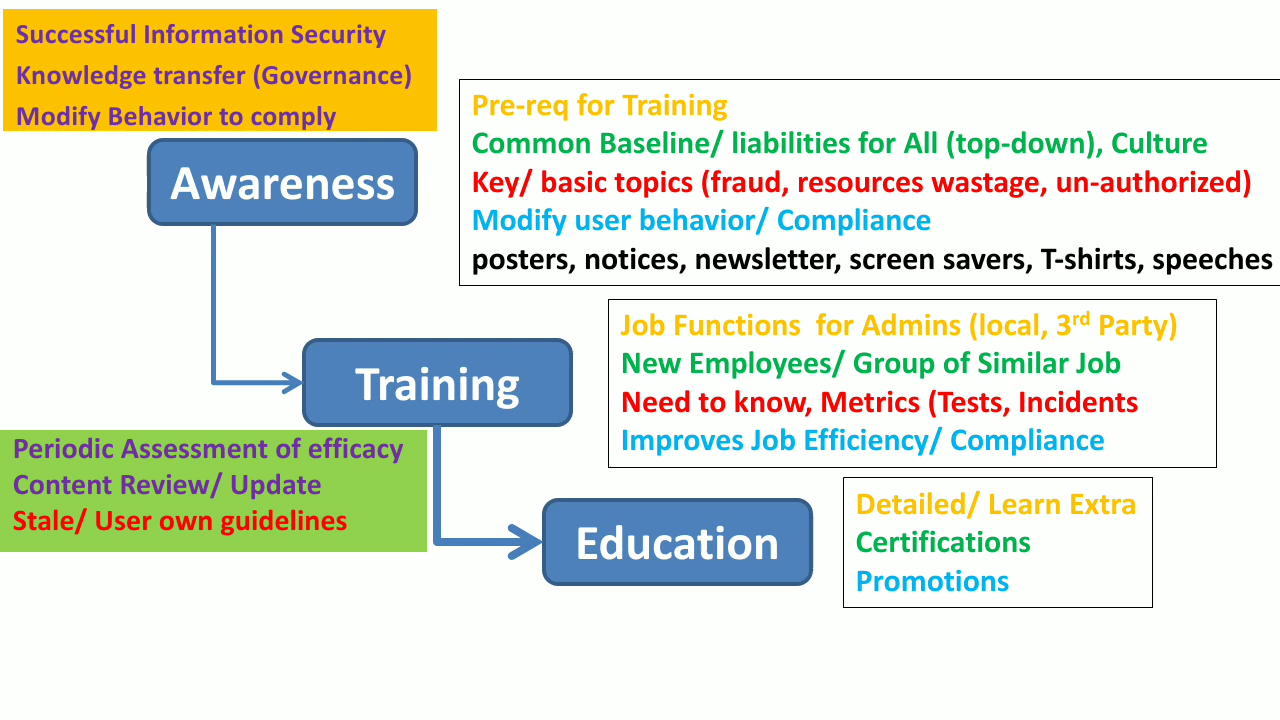 Successful Information Security
Knowledge transfer (Governance)
Modify Behavior to comply
Awareness
Pre-req for Training
Common Baseline/ liabilities for All (top-down), Culture
Key/ basic topics (fraud, resources wastage, un-authorized)
Modify user behavior/ Compliance
posters, notices, newsletter, screen savers, T-shirts, speeches
Training
Job Functions  for Admins (local, 3rd Party)
New Employees/ Group of Similar Job
Need to know, Metrics (Tests, Incidents
Improves Job Efficiency/ Compliance
Periodic Assessment of efficacy
Content Review/ Update
Stale/ User own guidelines
Education
Detailed/ Learn Extra
Certifications
Promotions